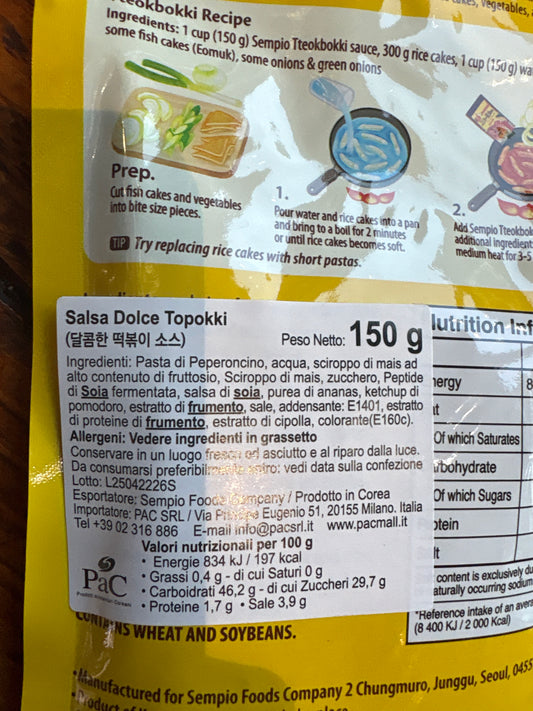 Recipe
Ingredients: 1 cup (150 g) Sempio Tteokbokki sauce, 300 g rice cakes, 1 cup (150 g)
some fish cakes (Eomuk), some onions & green onions
Prep.
Cut fish cakes and vegetables
into bite size pieces.
1.
Pour water and rice cakes into a pan
and bring to a boil for 2 minutes
or until rice cakes becomes soft.
2.
Add Sempio
additional
medium heat for 3-5
TIP Try replacing rice cakes with short pastas.
Salsa Dolce Topokki
(달콤한 떡볶이 소스)
Peso Netto: 150 g
Ingredienti: Pasta di Peperoncino, acqua, sciroppo di mais ad
alto contenuto di fruttosio, Sciroppo di mais, zucchero, Peptide
di Soia fermentata, salsa di soia, purea di ananas, ketchup di
pomodoro, estratto di frumento, sale, addensante: E1401, estratto
di proteine di frumento, estratto di cipolla, colorante(E160c).
Allergeni: Vedere ingredienti in grassetto
Conservare in un luogo fresco ed asciutto e al riparo dalla luce.
Da consumarsi preferibilmente entro: vedi data sulla confezione
Lotto: L25042226S
Esportatore: Sempio Foods Company / Prodotto in Corea
Importatore: PAC SRL / Via Principe Eugenio 51, 20155 Milano. Italia
Tel +39 02 316 886 E-mail info@pacsrl.it www.pacmall.it
Valori nutrizionali per 100 g
• Energie 834 kJ / 197 kcal
• Grassi 0,4 g - di cui Saturi 0 g
• Carboidrati 46,2 g - di cui Zuccheri 29,7 g
• Proteine 1,7 g • Sale 3,9 g
PaC
Of which Saturates
Of which Sugars
content is exclusively
occurring sodium
*Reference intake of an
(8 400 KJ / 2 000 Kcal)
CONTAINS WHEAT AND SOYBEANS.
•Manufactured for Sempio Foods Company 2 Chungmuro, Junggu, Seoul,